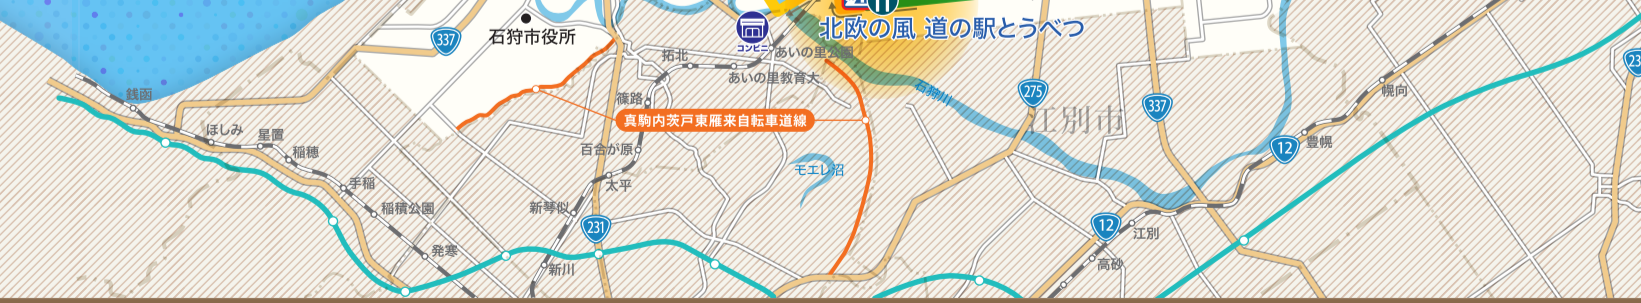 石狩市役所
337
コンビニ
北欧の風 道の駅とうべつ
拓北
あいの里公園
あいの里教育大
石狩川
275
江別市
337
幌向
銭函
ほしみ
星置
稲穂
手稲
稲積公園
発寒
篠路
真駒内茨戸東雁来自転車道線
百合が原
太平
新琴似
231
新川
モエレ沼
12
豊幌
12
江別
高砂